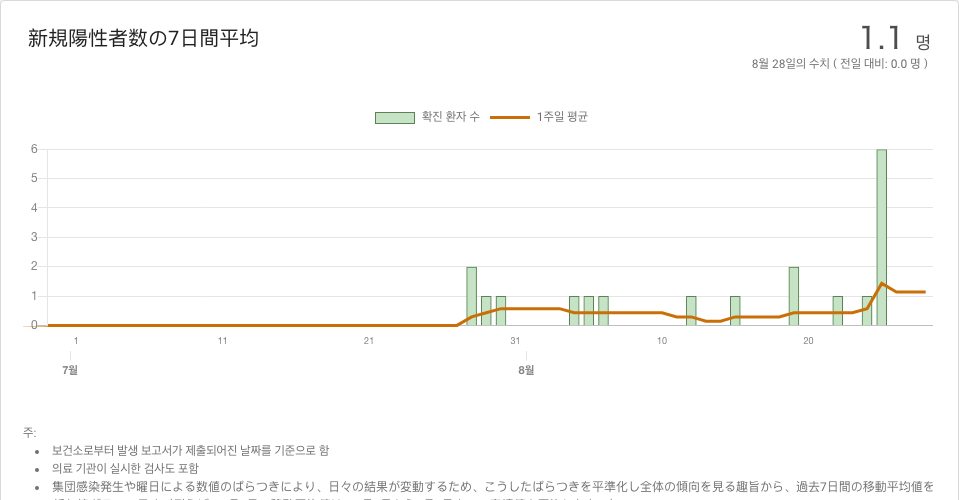 新規陽性者数の7日間平均
1.1 名
8월 28일의 수치 ( 전일 대비: 0.0 명 )
확진 환자 수 1주일 평균
6
5
4
3
2
1
0
1 11 21 31 10 20
7월 8월
주:
• 보건소로부터 발생 보고서가 제출되어진 날짜를 기준으로 함
• 의료 기관이 실시한 검사도 포함
• 集団感染発生や曜日による数値のばらつきにより、日々の結果が変動するため、こうしたばらつきを平準化し全体の傾向を見る趣旨から、過去7日間の移動平均値を